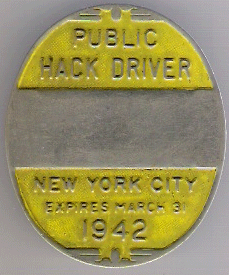 PUBLIC
HACK DRIVER
NEW YORK CITY
EXPIRES MARCH 31
1942